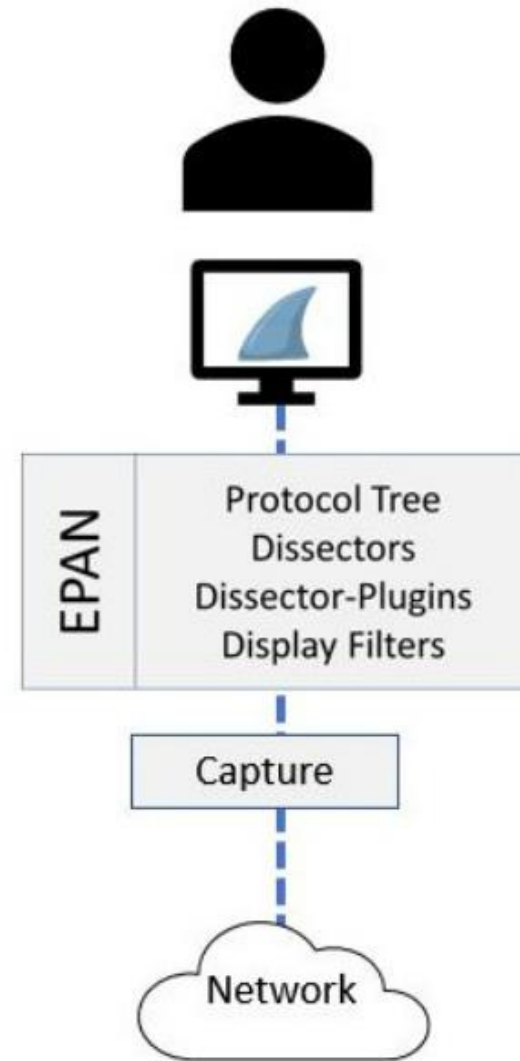 EPAN
Protocol Tree
Dissectors
Dissector-Plugins
Display Filters
Capture
Network